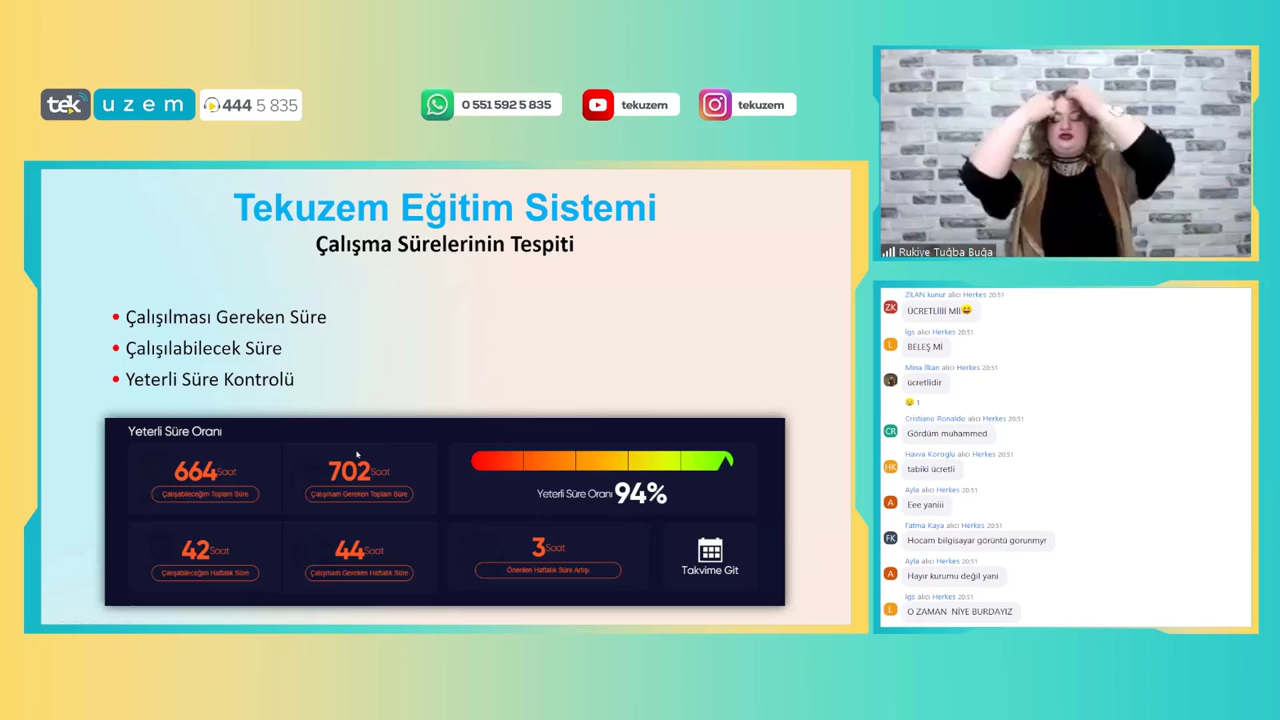 tek uzem 444 5 835
0 551 592 5 835
tekuzem
tekuzem
Tekuzem Eğitim Sistemi
Çalışma Sürelerinin Tespiti
• Çalışılması Gereken Süre
• Çalışılabilecek Süre
• Yeterli Süre Kontrolü
Yeterli Süre Oranı
664 Saat
Çalışabileceğim Toplam Süre
702 Saat
Çalışmam Gereken Toplam Süre
Yeterli Süre Oranı 94%
42 Saat
Çalışabileceğim Haftalık Süre
44 Saat
Çalışmam Gereken Haftalık Süre
3 Saat
Önerilen Haftalık Süre Artışı
Takvime Git
Rukiye Tuğba Buğa
ZİLAN kunur alıcı Herkes 20:51
ZK
ÜCRETLİİİİ MII😀
lgs alıcı Herkes 20:51
L
BELEŞ Mİ
Mina ilkan alıcı Herkes 20:51
ücretlidir
1
Cristiano Ronaldo alıcı Herkes 20:51
CR
Gördüm muhammed
Havva Koroglu alıcı Herkes 20:51
HK
tabiki ücretli
Ayla alıcı Herkes 20:51
A
Eee yaniii
Fatma Kaya alıcı Herkes 20:51
FK
Hocam bilgisayar görüntü gorunmyr
Ayla alıcı Herkes 20:51
A
Hayır kurumu değil yani
lgs alıcı Herkes 20:51
L
O ZAMAN NİYE BURDAYIZ